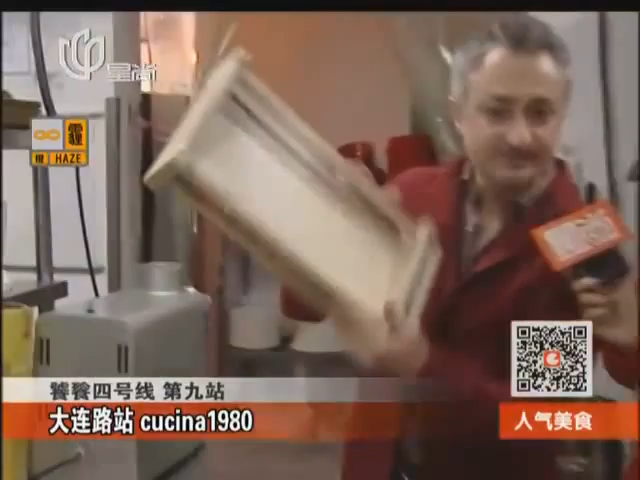 星尚
霾
橙 HAZE
饕餮四号线 第九站
大连路站 cucina1980
人气美食